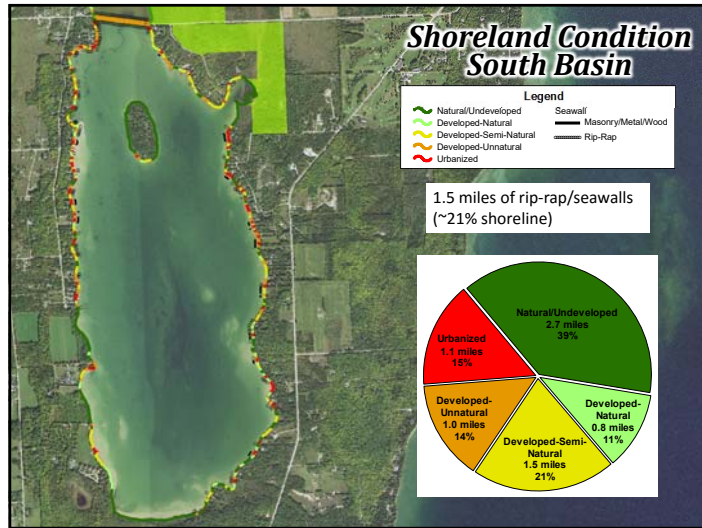 Shoreland Condition
South Basin
Legend
Natural/Undeveloped
Developed-Natural
Developed-Semi-Natural
Developed-Unnatural
Urbanized
Seawall
Masonry/Metal/Wood
Rip-Rap
1.5 miles of rip-rap/seawalls
(~21% shoreline)
Natural/Undeveloped
2.7 miles
39%
Urbanized
1.1 miles
15%
Developed-
Natural
0.8 miles
11%
Developed-
Unnatural
1.0 miles
14%
Developed-Semi-
Natural
1.5 miles
21%